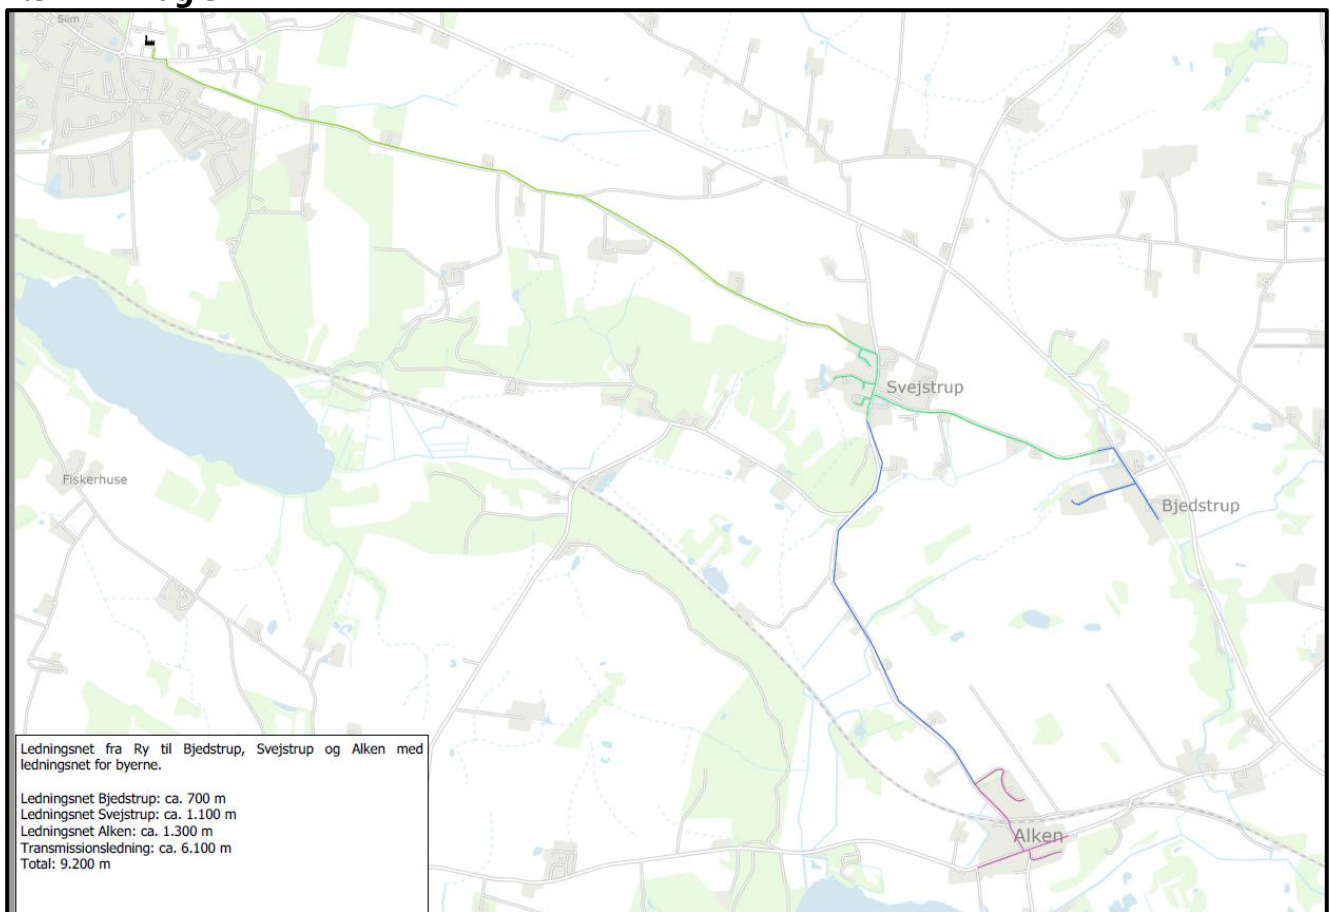 Siim
Svejstrup
Fiskerhuse
Bjedstrup
Alken
Ledningsnet fra Ry til Bjedstrup, Svejstrup og Alken med
ledningsnet for byerne.
Ledningsnet Bjedstrup: ca. 700 m
Ledningsnet Svejstrup: ca. 1.100 m
Ledningsnet Alken: ca. 1.300 m
Transmissionsledning: ca. 6.100 m
Total: 9.200 m